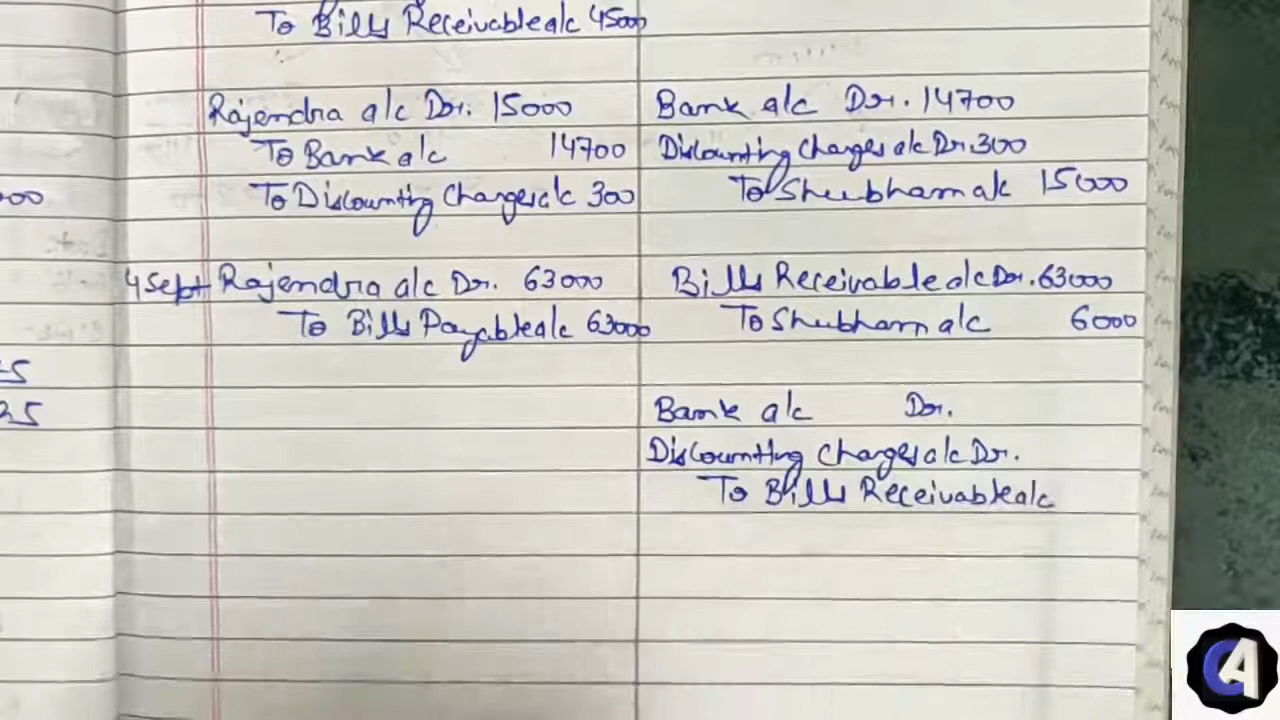 To Bills Receivable a/c 45000
Rajendra a/c Dr. 15000
To Bank a/c 14700
To Discounting Charges a/c 300
4 Sept Rajendra a/c Dr. 63000
To Bills Payable a/c 63000
Bank a/c Dr. 14700
Discounting Charges a/c Dr. 300
To Shubham a/c 15000
Bills Receivable a/c Dr. 63000
To Shubham a/c 6000
Bank a/c Dr.
Discounting Charges a/c Dr.
To Bills Receivable a/c
CA